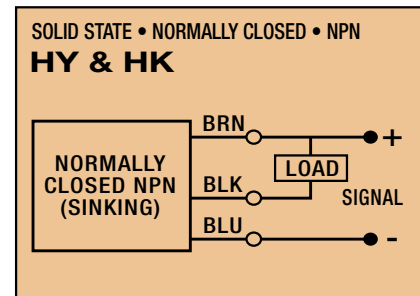 SOLID STATE • NORMALLY CLOSED • NPN
HY & HK
BRN
+
NORMALLY
CLOSED NPN
(SINKING)
LOAD
BLK
SIGNAL
BLU
-